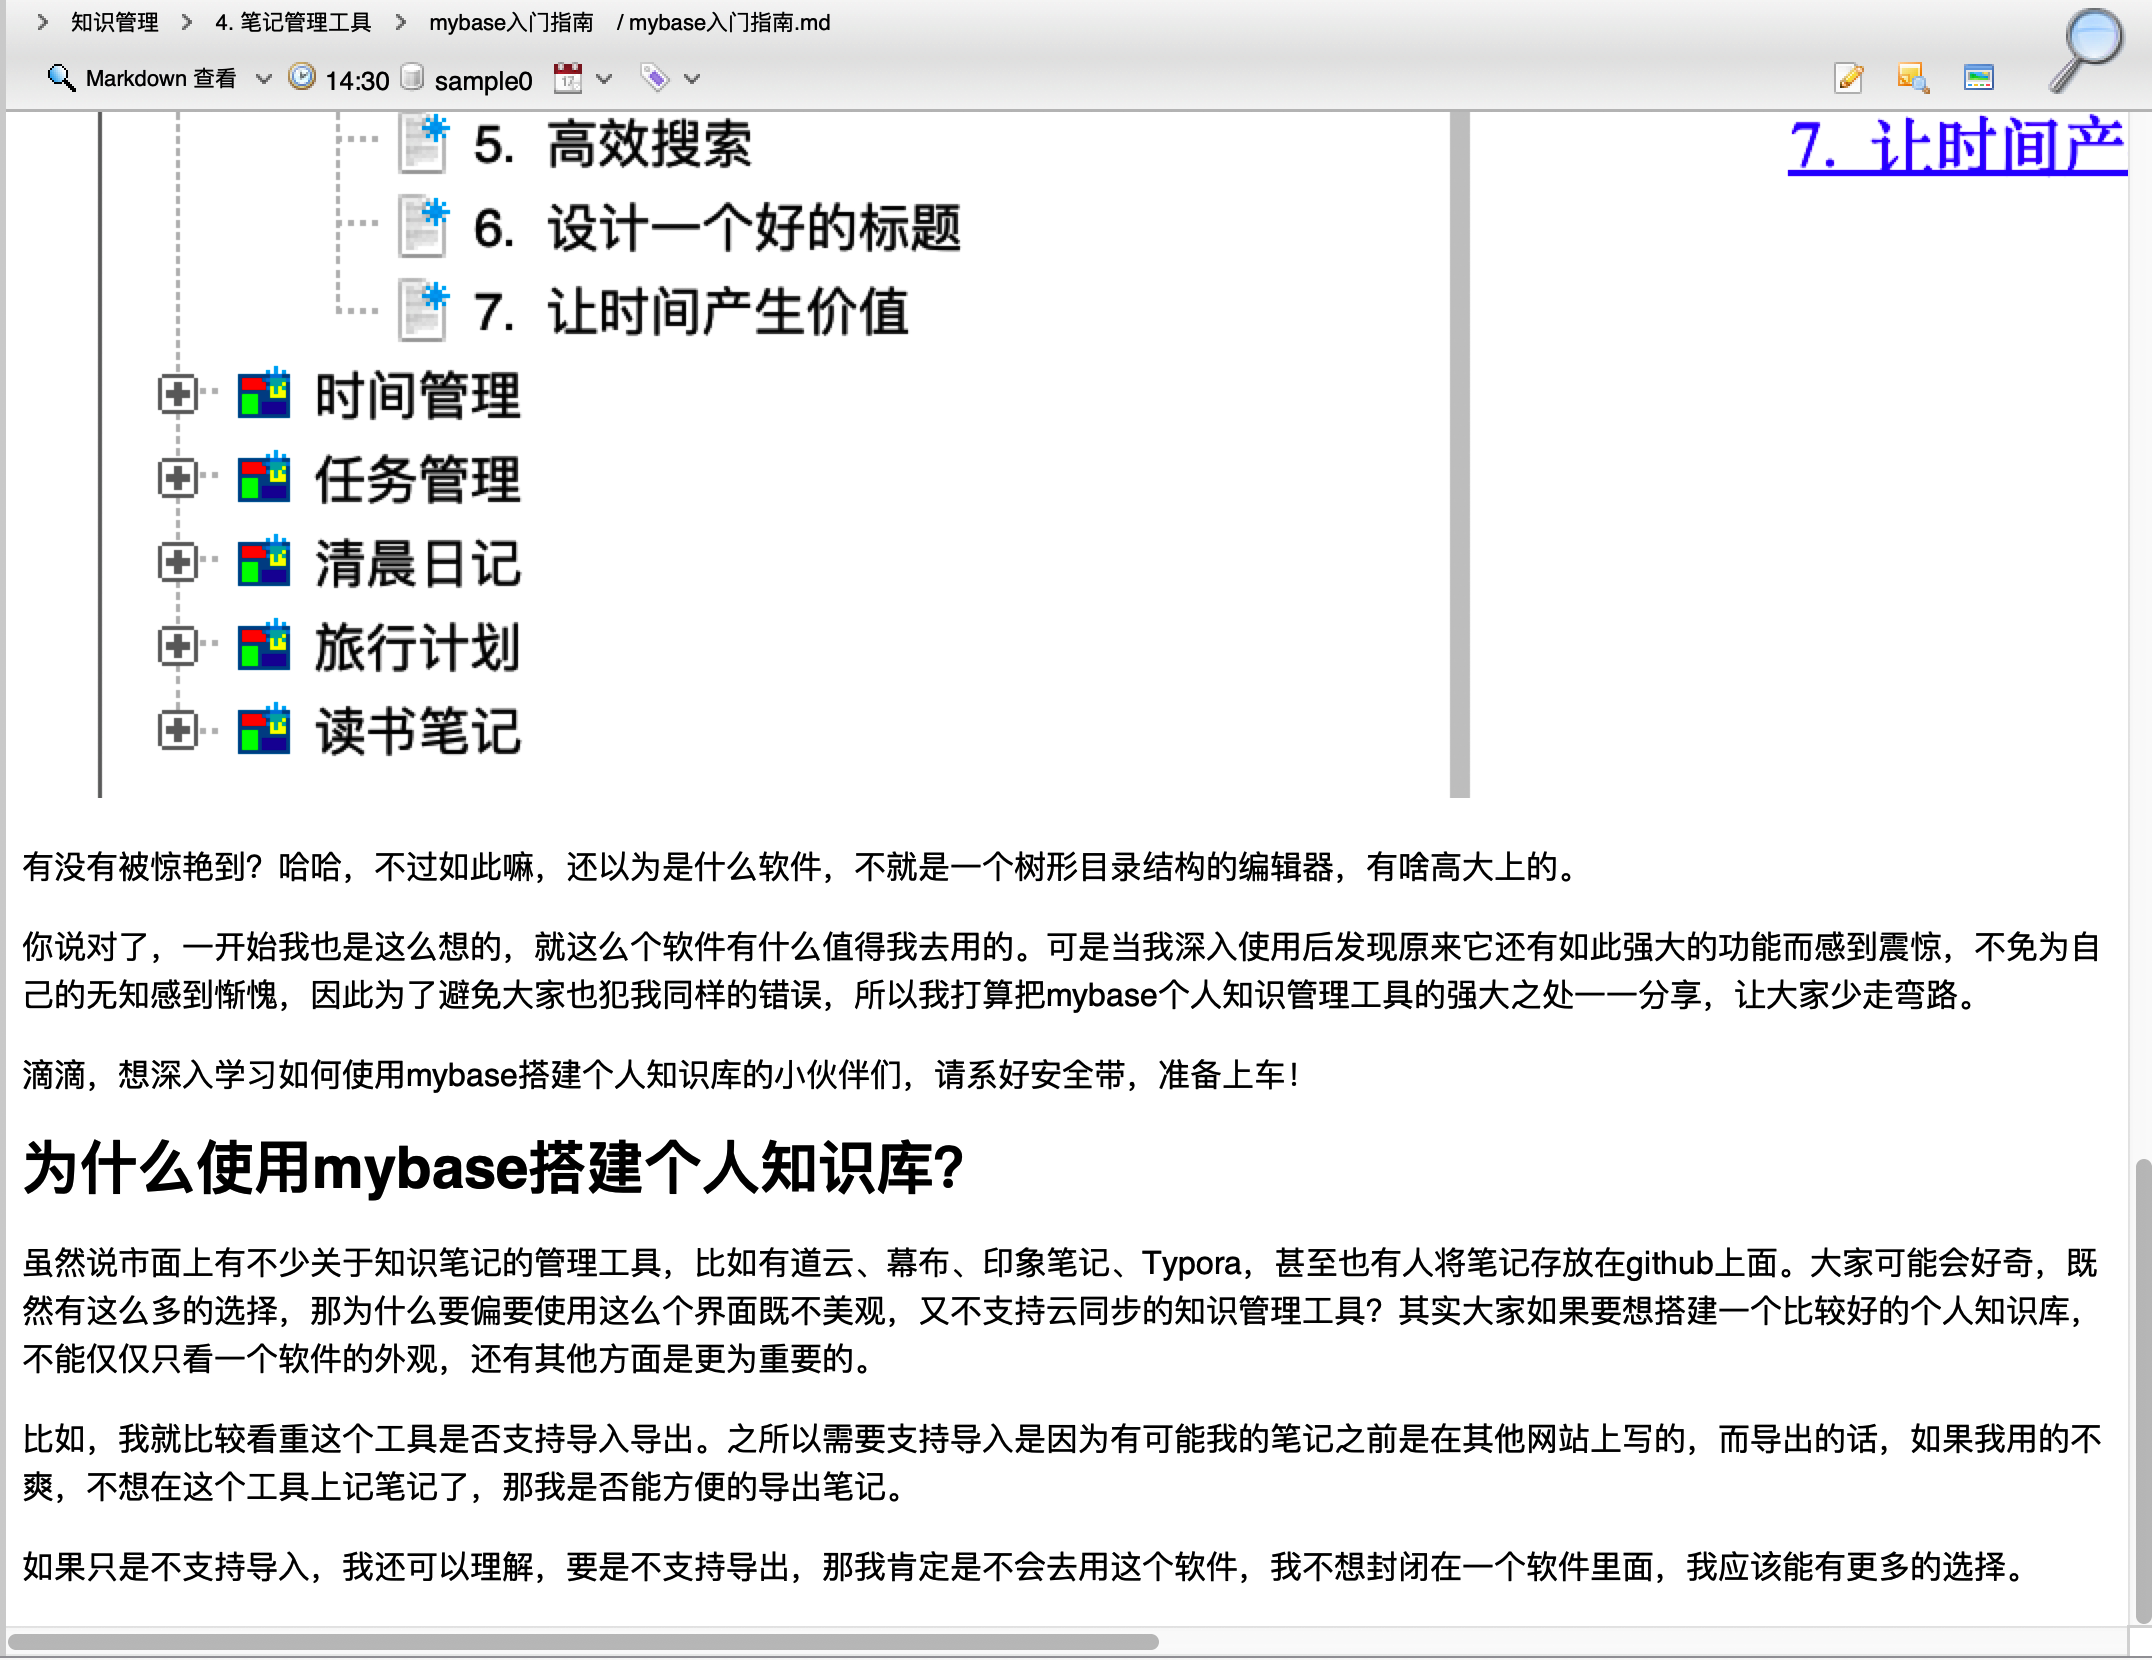 知识管理 4. 笔记管理工具 mybase入门指南 / mybase入门指南.md
Markdown 查看 14:30 sample0 17
5. 高效搜索
7. 让时间产
6. 设计一个好的标题
7. 让时间产生价值
时间管理
任务管理
清晨日记
旅行计划
读书笔记
有没有被惊艳到？哈哈，不过如此嘛，还以为是什么软件，不就是一个树形目录结构的编辑器，有啥高大上的。
你说对了，一开始我也是这么想的，就这么个软件有什么值得我去用的。可是当我深入使用后发现原来它还有如此强大的功能而感到震惊，不免为自
己的无知感到惭愧，因此为了避免大家也犯我同样的错误，所以我打算把mybase个人知识管理工具的强大之处一一分享，让大家少走弯路。
滴滴，想深入学习如何使用mybase搭建个人知识库的小伙伴们，请系好安全带，准备上车！
为什么使用mybase搭建个人知识库？
虽然说市面上有不少关于知识笔记的管理工具，比如有道云、幕布、印象笔记、Typora，甚至也有人将笔记存放在github上面。大家可能会好奇，既
然有这么多的选择，那为什么要偏要使用这么个界面既不美观，又不支持云同步的知识管理工具？其实大家如果要想搭建一个比较好的个人知识库，
不能仅仅只看一个软件的外观，还有其他方面是更为重要的。
比如，我就比较看重这个工具是否支持导入导出。之所以需要支持导入是因为有可能我的笔记之前是在其他网站上写的，而导出的话，如果我用的不
爽，不想在这个工具上记笔记了，那我是否能方便的导出笔记。
如果只是不支持导入，我还可以理解，要是不支持导出，那我肯定是不会去用这个软件，我不想封闭在一个软件里面，我应该能有更多的选择。